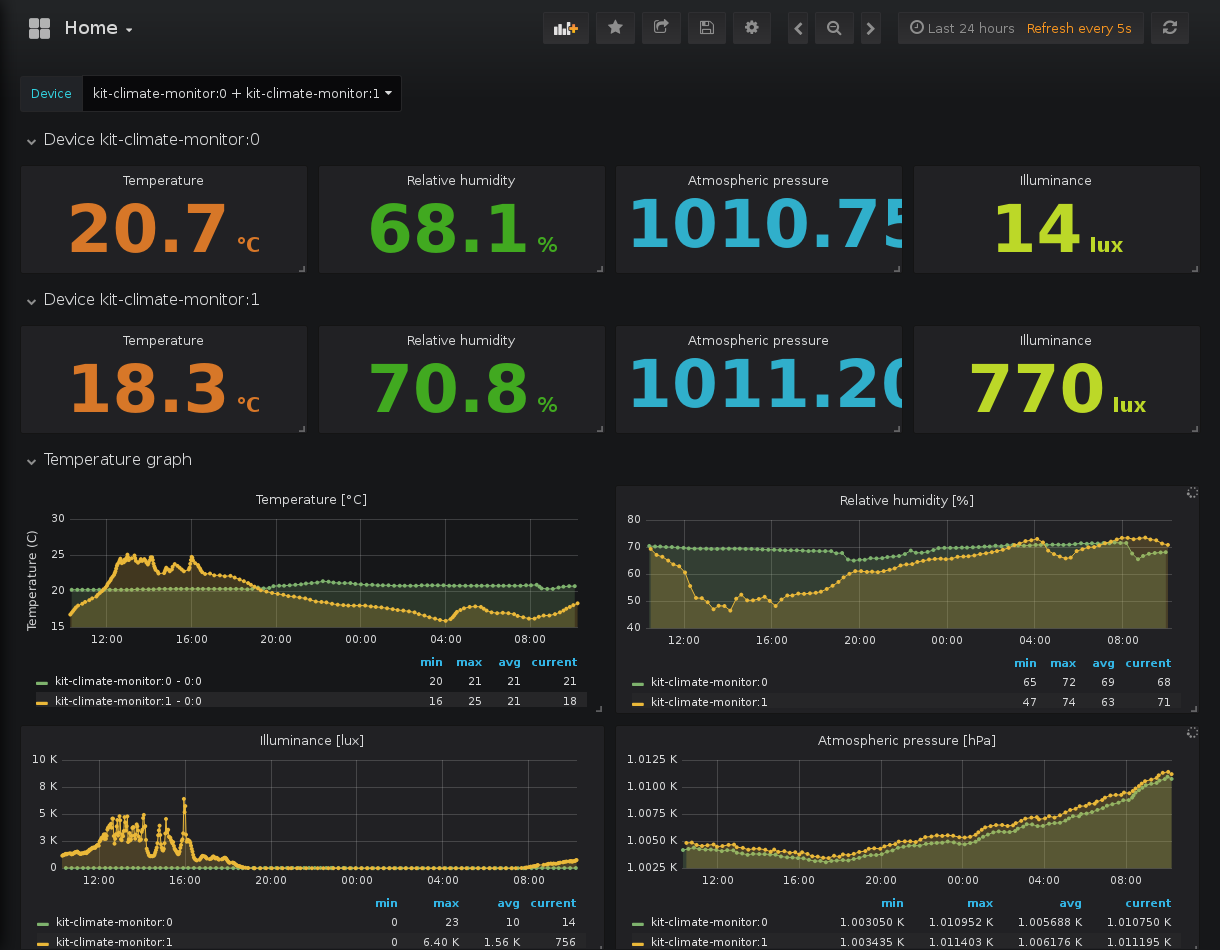 Home
Last 24 hours Refresh every 5s
Device kit-climate-monitor:0 + kit-climate-monitor:1
Device kit-climate-monitor:0
Temperature Relative humidity Atmospheric pressure Illuminance
20.7 °C 68.1 % 1010.75 14 lux
Device kit-climate-monitor:1
Temperature Relative humidity Atmospheric pressure Illuminance
18.3 °C 70.8 % 1011.20 770 lux
Temperature graph
Temperature [°C]
Temperature (C)
30
25
20
15
12:00 16:00 20:00 00:00 04:00 08:00
min max avg current
kit-climate-monitor:0 - 0:0 20 21 21 21
kit-climate-monitor:1 - 0:0 16 25 21 18
Relative humidity [%]
80
70
60
50
40
12:00 16:00 20:00 00:00 04:00 08:00
min max avg current
kit-climate-monitor:0 65 72 69 68
kit-climate-monitor:1 47 74 63 71
Illuminance [lux]
10 K
8 K
5 K
3 K
0
12:00 16:00 20:00 00:00 04:00 08:00
min max avg current
kit-climate-monitor:0 0 23 10 14
kit-climate-monitor:1 0 6.40 K 1.56 K 756
Atmospheric pressure [hPa]
1.0125 K
1.0100 K
1.0075 K
1.0050 K
1.0025 K
12:00 16:00 20:00 00:00 04:00 08:00
min max avg current
kit-climate-monitor:0 1.003050 K 1.010952 K 1.005688 K 1.010750 K
kit-climate-monitor:1 1.003435 K 1.011403 K 1.006176 K 1.011195 K